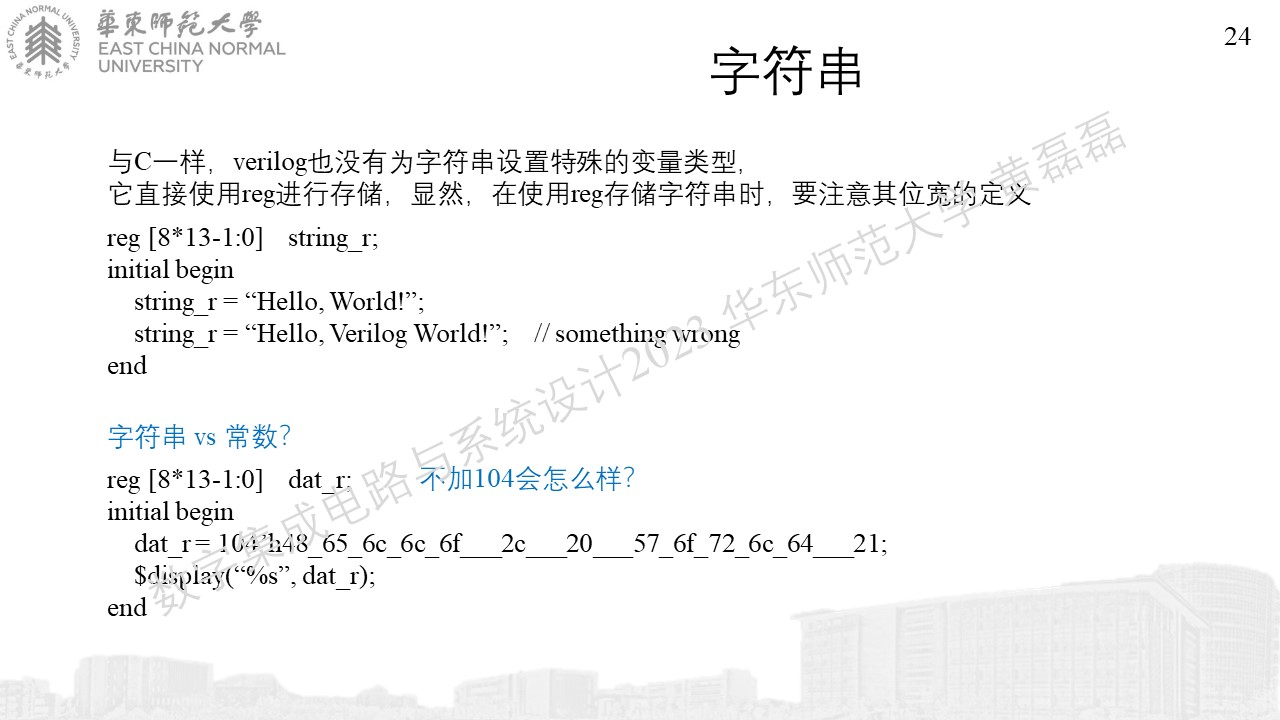 EAST CHINA NORMAL UNIVERSITY
華東師范大學
華東師范大學
EAST CHINA NORMAL
UNIVERSITY
24
字符串
与C一样，verilog也没有为字符串设置特殊的变量类型，
它直接使用reg进行存储，显然，在使用reg存储字符串时，要注意其位宽的定义
reg [8*13-1:0] string_r;
initial begin
string_r = “Hello, World!”;
string_r = “Hello, Verilog World!”; // something wrong
end
字符串 vs 常数？
reg [8*13-1:0] dat_r; 不加104会怎么样？
initial begin
dat_r = 104’h48_65_6c_6c_6f___2c___20___57_6f_72_6c_64___21;
$display(“%s”, dat_r);
end
数字集成电路与系统设计2023 华东师范大学 黄磊磊